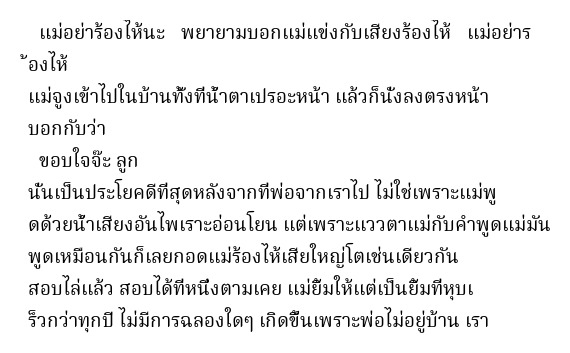 แม่อย่าร้องไห้นะ พยายามบอกแม่แข่งกับเสียงร้องไห้ แม่อย่าร
้องไห้
แม่จูงเข้าไปในบ้านทั้งที่น้ำตาเปรอะหน้า แล้วก็นั่งลงตรงหน้า
บอกกับว่า
ขอบใจจ๊ะ ลูก
นั่นเป็นประโยคดีที่สุดหลังจากที่พ่อจากเราไป ไม่ใช่เพราะแม่พู
ดด้วยน้ำเสียงอันไพเราะอ่อนโยน แต่เพราะแววตาแม่กับคำพูดแม่มัน
พูดเหมือนกันก็เลยกอดแม่ร้องไห้เสียใหญ่โตเช่นเดียวกัน
สอบไล่แล้ว สอบได้ที่หนึ่งตามเคย แม่ยิ้มให้แต่เป็นยิ้มที่หุบเ
ร็วกว่าทุกปี ไม่มีการฉลองใดๆ เกิดขึ้นเพราะพ่อไม่อยู่บ้าน เรา